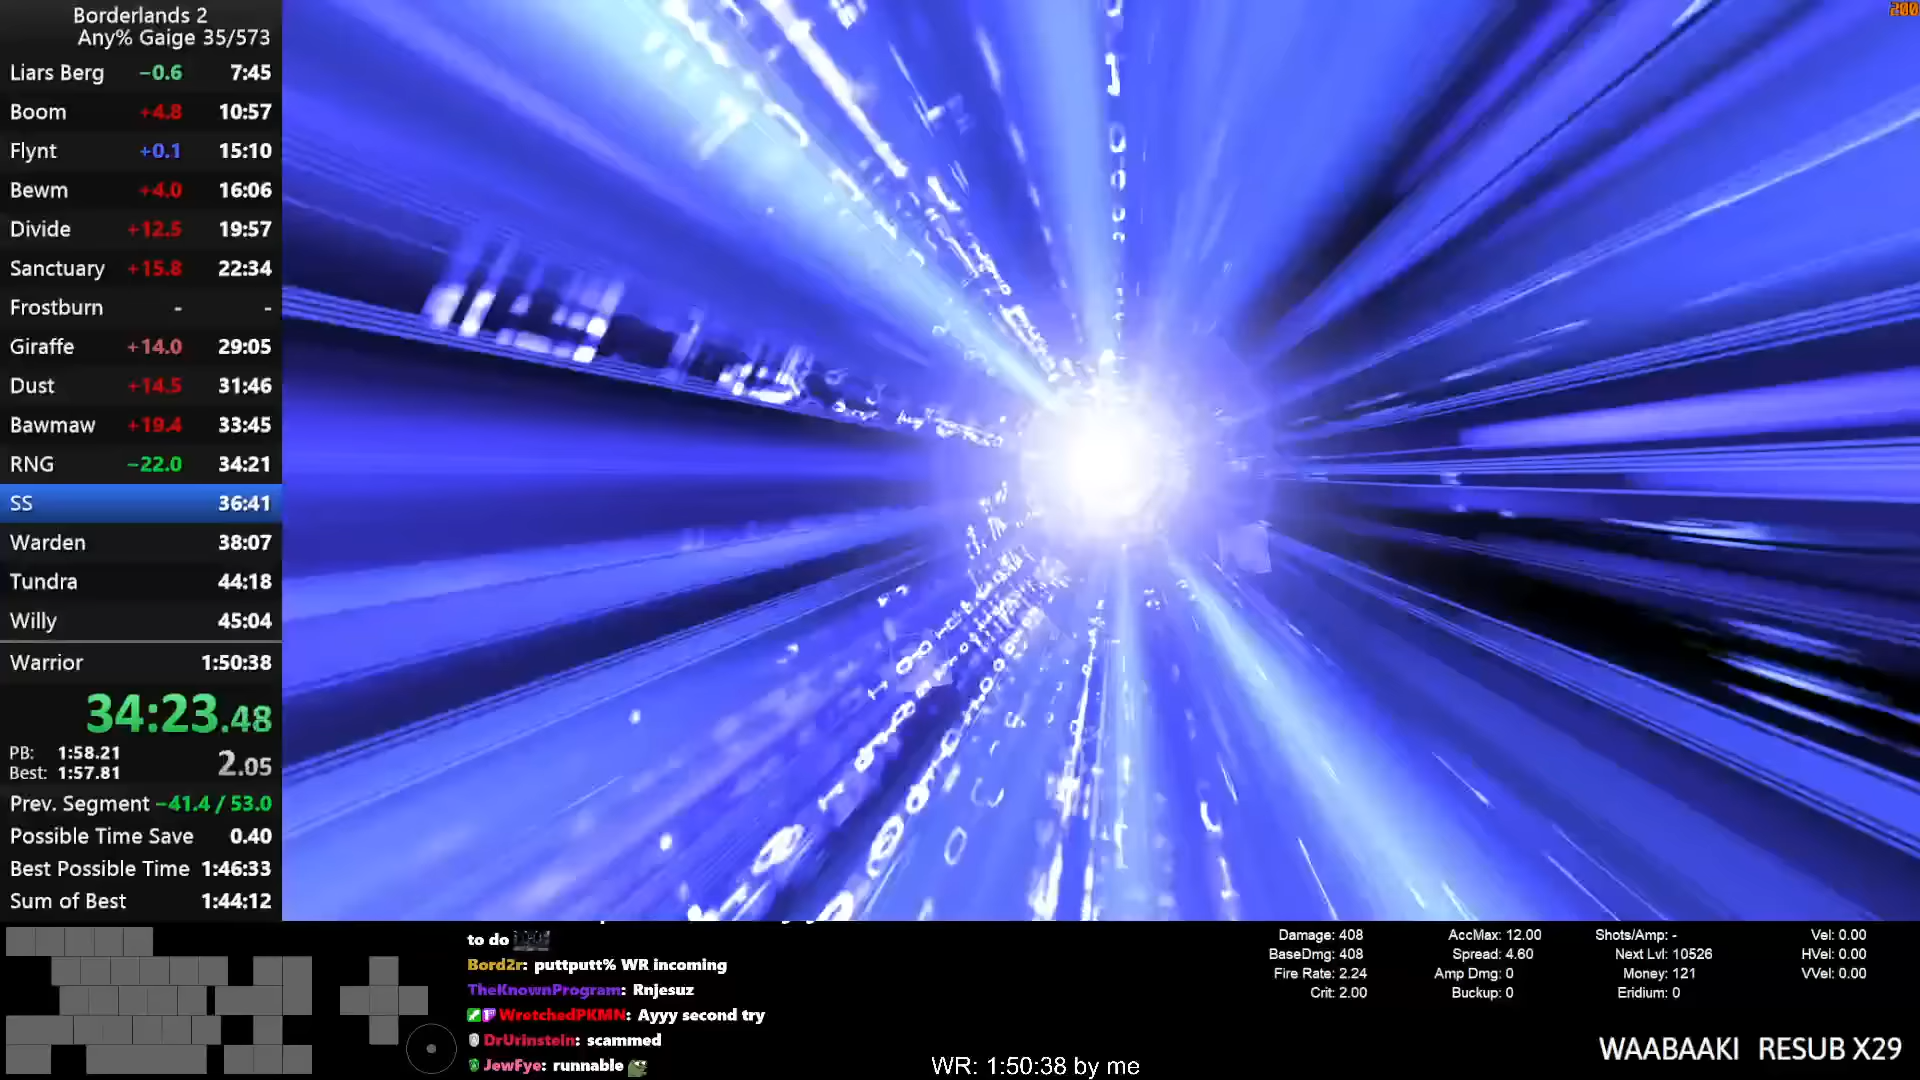 Borderlands 2
Any% Gaige 35/573
Liars Berg −0.6 7:45
Boom +4.8 10:57
Flynt +0.1 15:10
Bewm +4.0 16:06
Divide +12.5 19:57
Sanctuary +15.8 22:34
Frostburn - -
Giraffe +14.0 29:05
Dust +14.5 31:46
Bawmaw +19.4 33:45
RNG −22.0 34:21
SS 36:41
Warden 38:07
Tundra 44:18
Willy 45:04
Warrior 1:50:38
34:23.48
PB: 1:58.21
Best: 1:57.81
2.05
Prev. Segment −41.4 / 53.0
Possible Time Save 0.40
Best Possible Time 1:46:33
Sum of Best 1:44:12
200
to do
Bord2r: puttputt% WR incoming
TheKnownProgram: Rnjesuz
WretchedPKMN: Ayyy second try
DrUrinstein: scammed
JewFye: runnable
WR: 1:50:38 by me
Damage: 408 AccMax: 12.00 Shots/Amp: - Vel: 0.00
BaseDmg: 408 Spread: 4.60 Next Lvl: 10526 HVel: 0.00
Fire Rate: 2.24 Amp Dmg: 0 Money: 121 VVel: 0.00
Crit: 2.00 Buckup: 0 Eridium: 0
WAABAAKI RESUB X29